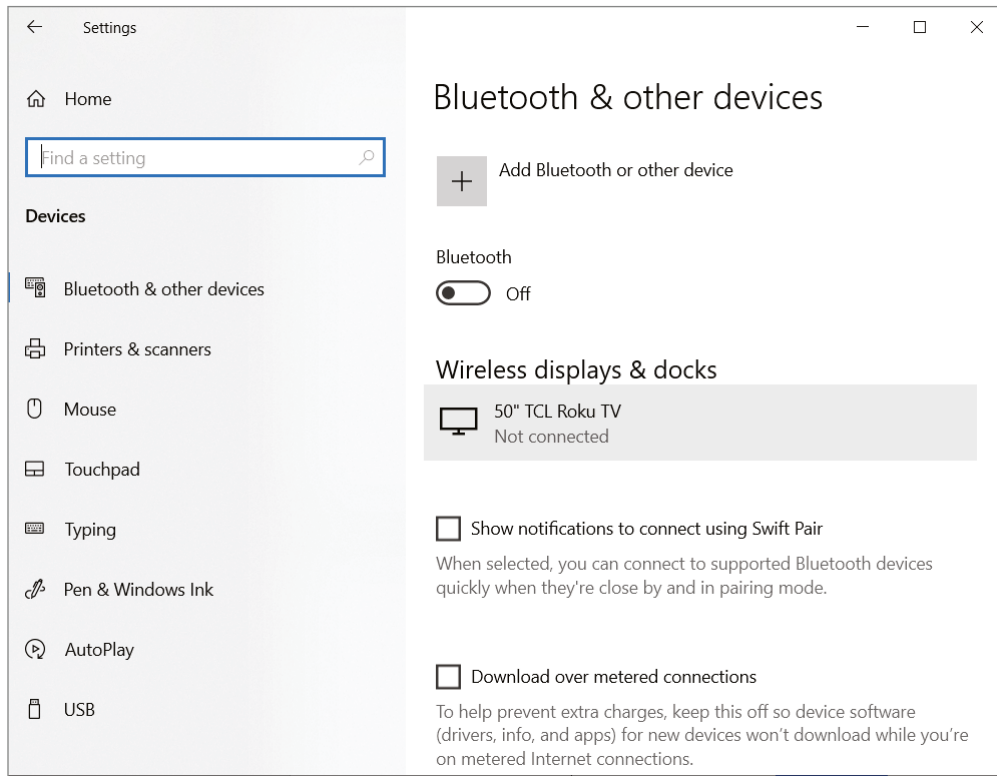 Settings
Home
Find a setting
Devices
Bluetooth & other devices
Printers & scanners
Mouse
Touchpad
Typing
Pen & Windows Ink
AutoPlay
USB
Bluetooth & other devices
Add Bluetooth or other device
Bluetooth
Off
Wireless displays & docks
50" TCL Roku TV
Not connected
Show notifications to connect using Swift Pair
When selected, you can connect to supported Bluetooth devices
quickly when they're close by and in pairing mode.
Download over metered connections
To help prevent extra charges, keep this off so device software
(drivers, info, and apps) for new devices won't download while you're
on metered Internet connections.